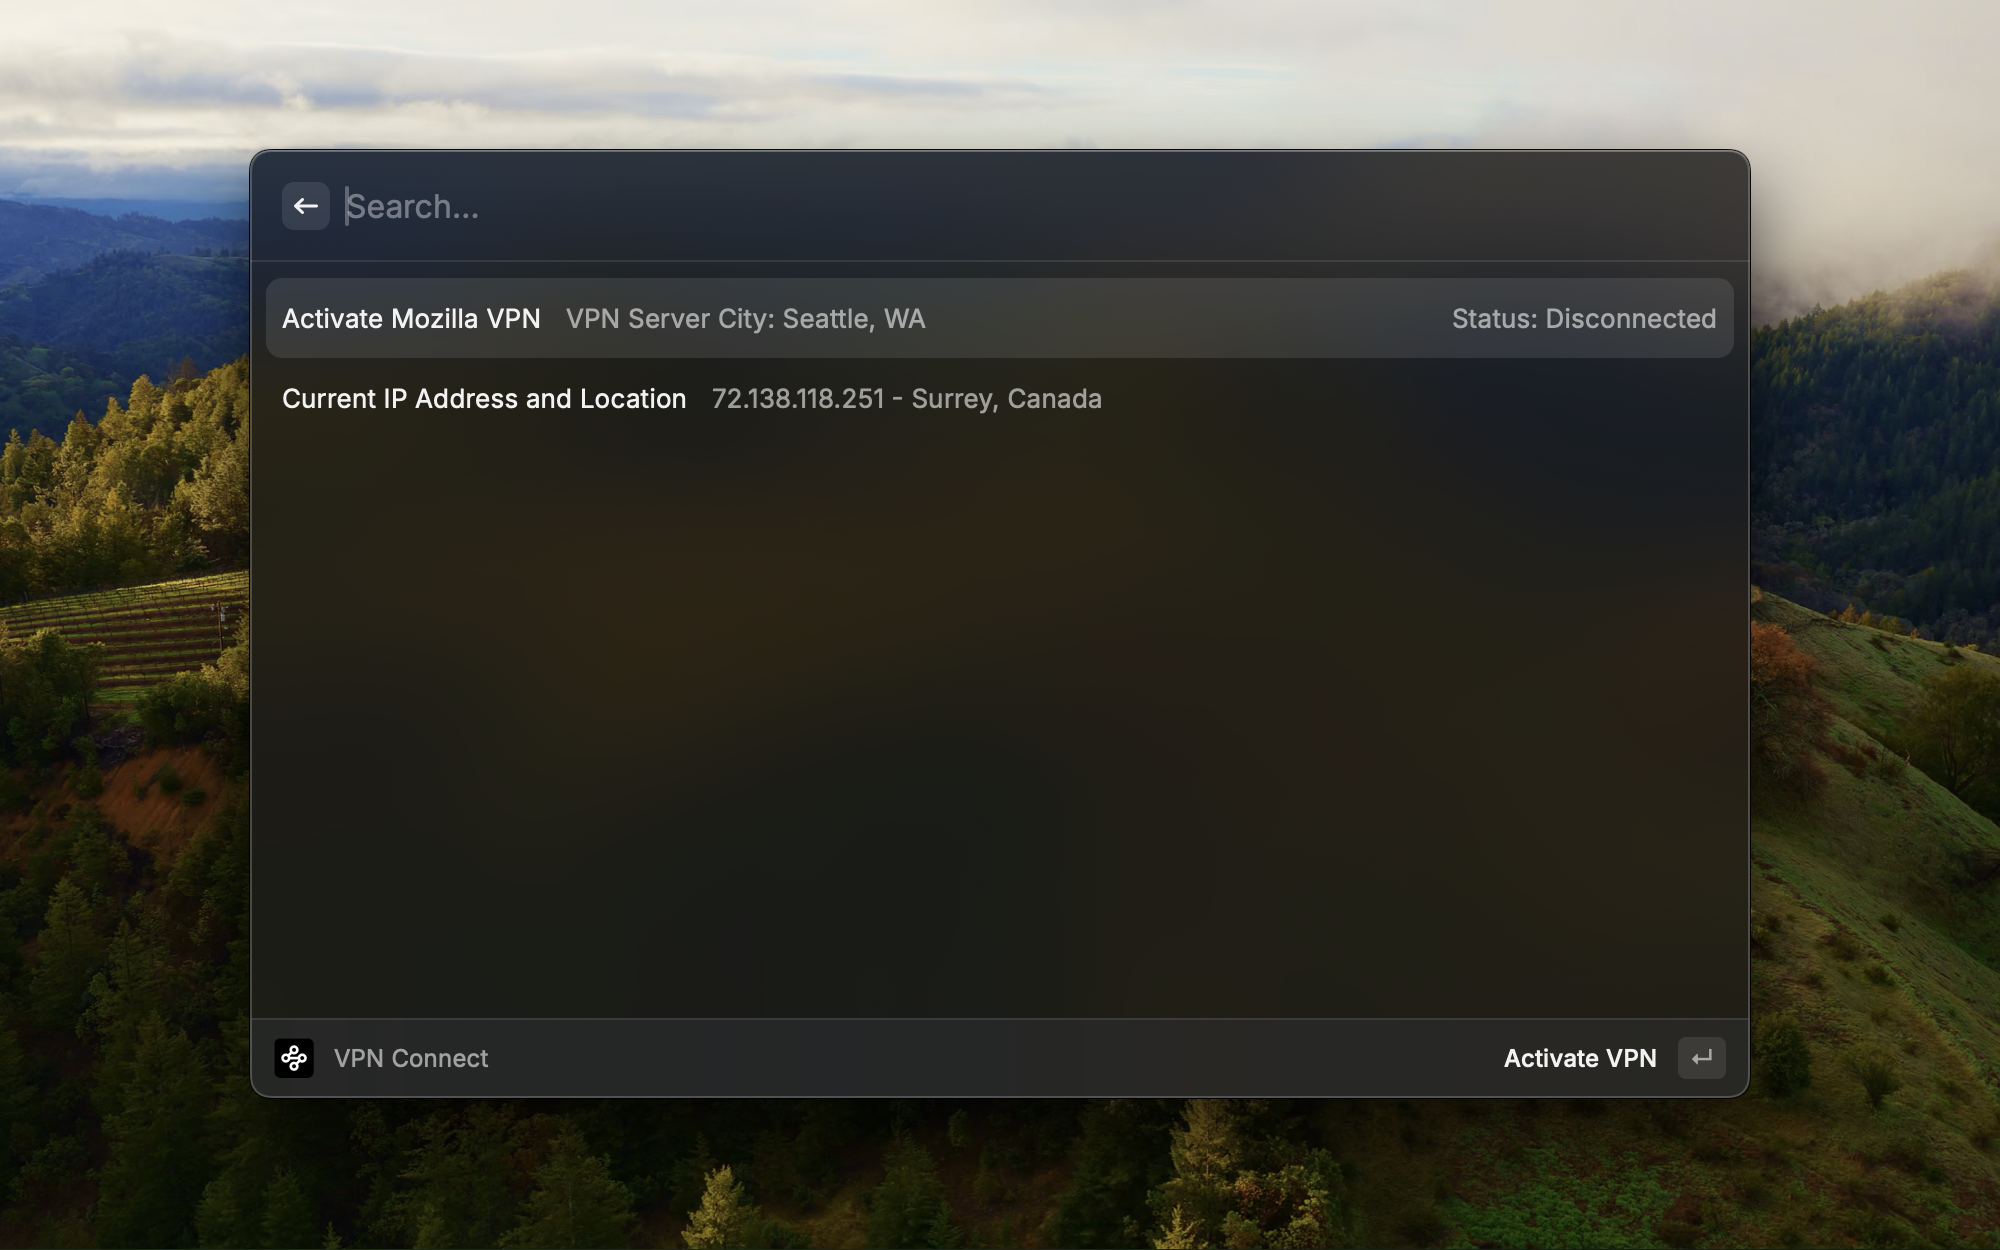 Search...
Activate Mozilla VPN VPN Server City: Seattle, WA Status: Disconnected
Current IP Address and Location 72.138.118.251 - Surrey, Canada
VPN Connect Activate VPN